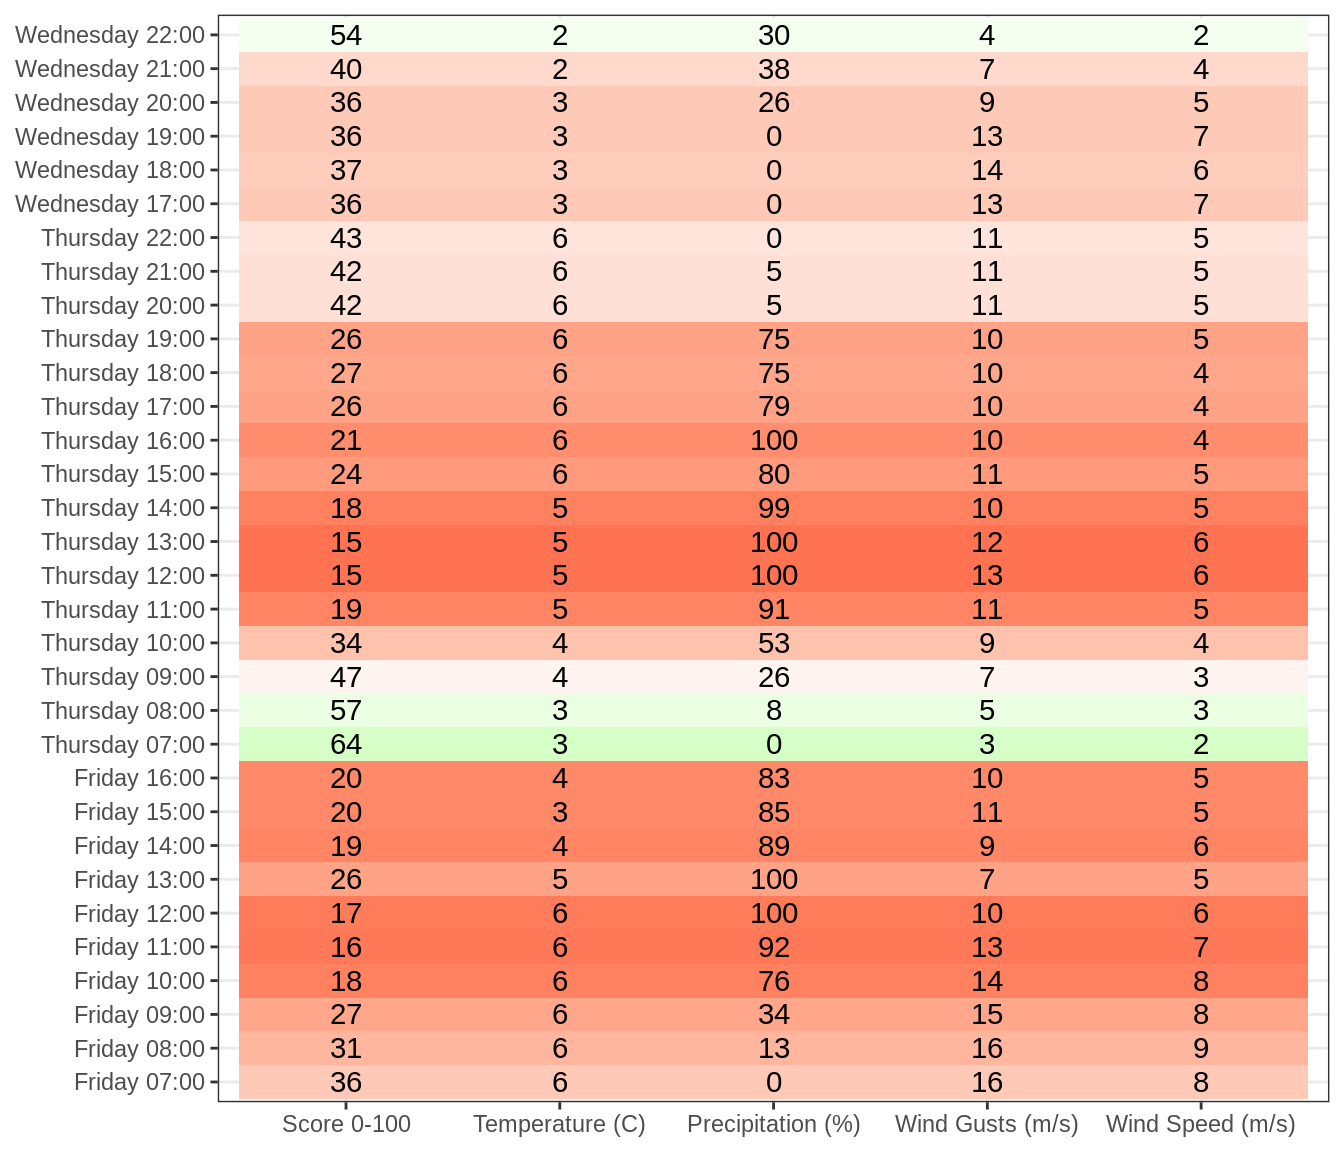 Wednesday 22:00 54 2 30 4 2
Wednesday 21:00 40 2 38 7 4
Wednesday 20:00 36 3 26 9 5
Wednesday 19:00 36 3 0 13 7
Wednesday 18:00 37 3 0 14 6
Wednesday 17:00 36 3 0 13 7
Thursday 22:00 43 6 0 11 5
Thursday 21:00 42 6 5 11 5
Thursday 20:00 42 6 5 11 5
Thursday 19:00 26 6 75 10 5
Thursday 18:00 27 6 75 10 4
Thursday 17:00 26 6 79 10 4
Thursday 16:00 21 6 100 10 4
Thursday 15:00 24 6 80 11 5
Thursday 14:00 18 5 99 10 5
Thursday 13:00 15 5 100 12 6
Thursday 12:00 15 5 100 13 6
Thursday 11:00 19 5 91 11 5
Thursday 10:00 34 4 53 9 4
Thursday 09:00 47 4 26 7 3
Thursday 08:00 57 3 8 5 3
Thursday 07:00 64 3 0 3 2
Friday 16:00 20 4 83 10 5
Friday 15:00 20 3 85 11 5
Friday 14:00 19 4 89 9 6
Friday 13:00 26 5 100 7 5
Friday 12:00 17 6 100 10 6
Friday 11:00 16 6 92 13 7
Friday 10:00 18 6 76 14 8
Friday 09:00 27 6 34 15 8
Friday 08:00 31 6 13 16 9
Friday 07:00 36 6 0 16 8
Score 0-100 Temperature (C) Precipitation (%) Wind Gusts (m/s) Wind Speed (m/s)